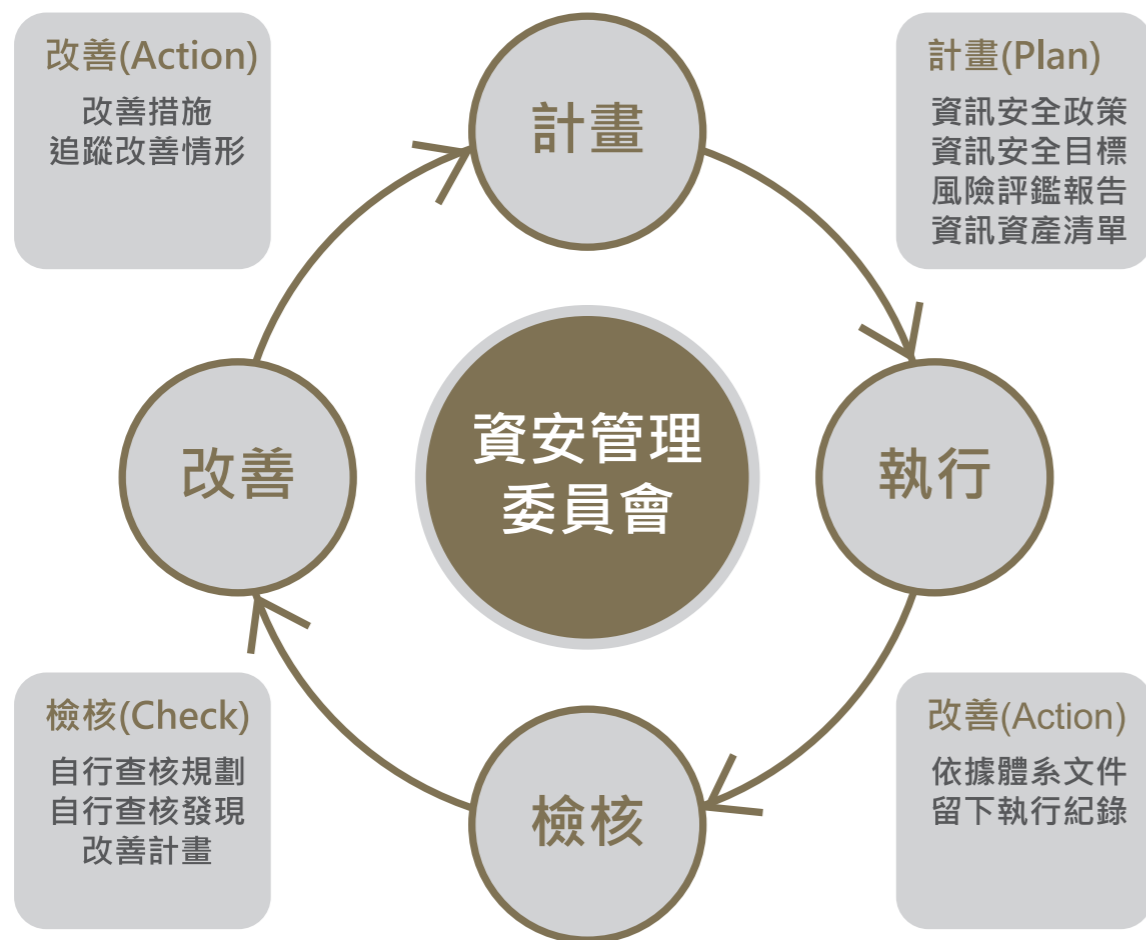 改善(Action)
改善措施
追蹤改善情形
計畫
計畫(Plan)
資訊安全政策
資訊安全目標
風險評鑑報告
資訊資產清單
改善
資安管理
委員會
執行
檢核(Check)
自行查核規劃
自行查核發現
改善計畫
檢核
改善(Action)
依據體系文件
留下執行紀錄